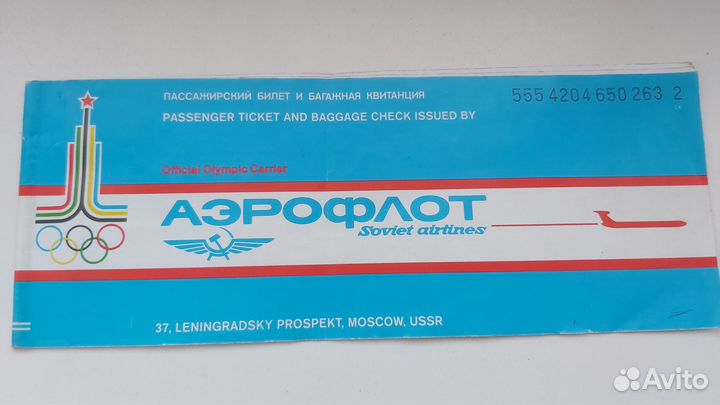 ПАССАЖИРСКИЙ БИЛЕТ И БАГАЖНАЯ КВИТАНЦИЯ
555 4204 650 263 2
PASSENGER TICKET AND BAGGAGE CHECK ISSUED BY
Official Olympic Carrier
АЭРОФЛОТ
Soviet airlines
37, LENINGRADSKY PROSPEKT, MOSCOW, USSR
Avito